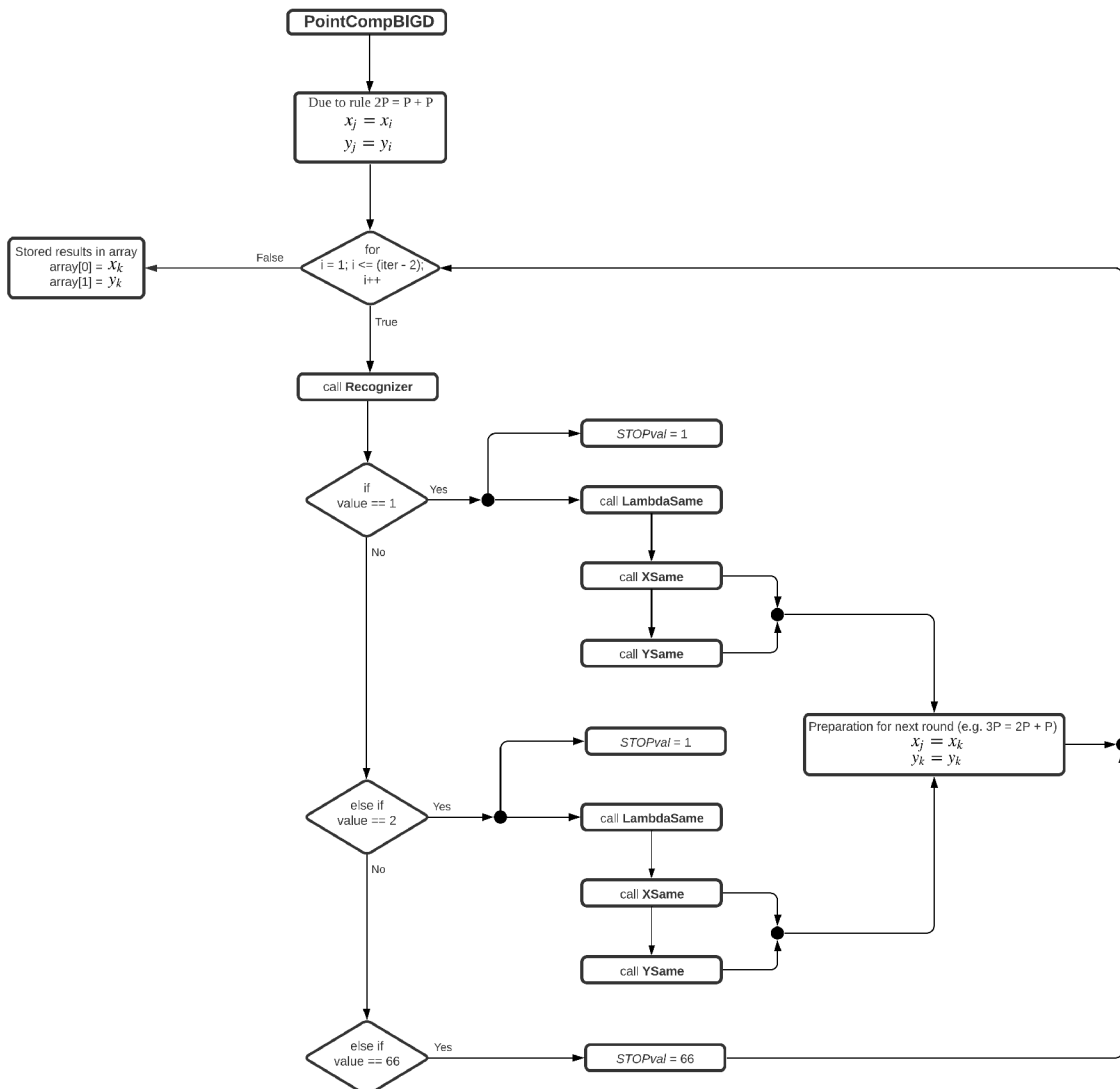 PointCompBIGD
Due to rule 2P = P + P
x_j = x_i
y_j = y_i
for
i = 1; i <= (iter - 2);
i++
False
Stored results in array
array[0] = x_k
array[1] = y_k
True
call Recognizer
if
value == 1
Yes
STOPval = 1
call LambdaSame
No
call XSame
call YSame
Preparation for next round (e.g. 3P = 2P + P)
x_j = x_k
y_k = y_k
STOPval = 1
else if
value == 2
Yes
call LambdaSame
No
call XSame
call YSame
else if
value == 66
Yes
STOPval = 66